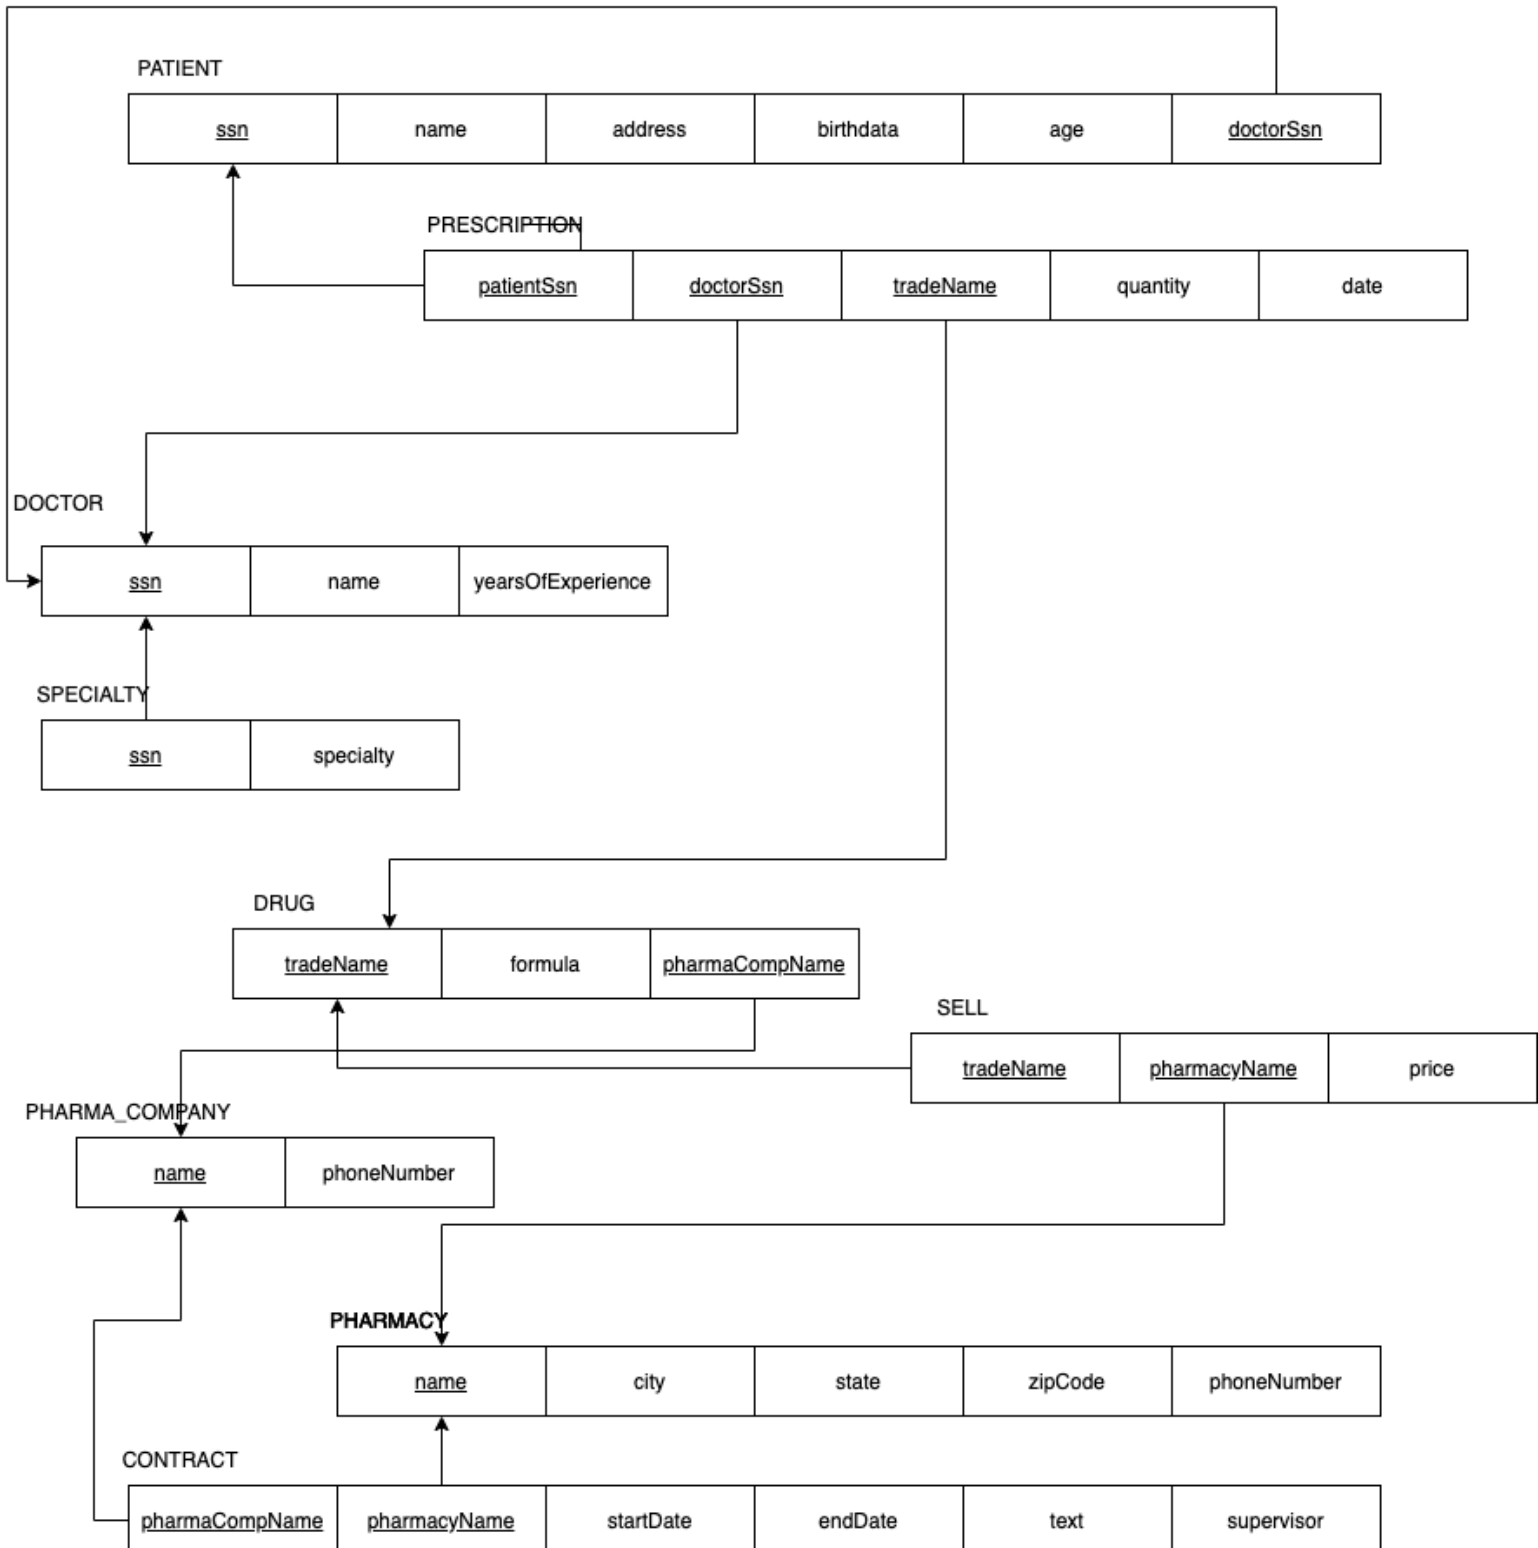 PATIENT
ssn name address birthdata age doctorSsn
PRESCRIPTION
patientSsn doctorSsn tradeName quantity date
DOCTOR
ssn name yearsOfExperience
SPECIALTY
ssn specialty
DRUG
tradeName formula pharmaCompName
SELL
tradeName pharmacyName price
PHARMA_COMPANY
name phoneNumber
PHARMACY
name city state zipCode phoneNumber
CONTRACT
pharmaCompName pharmacyName startDate endDate text supervisor